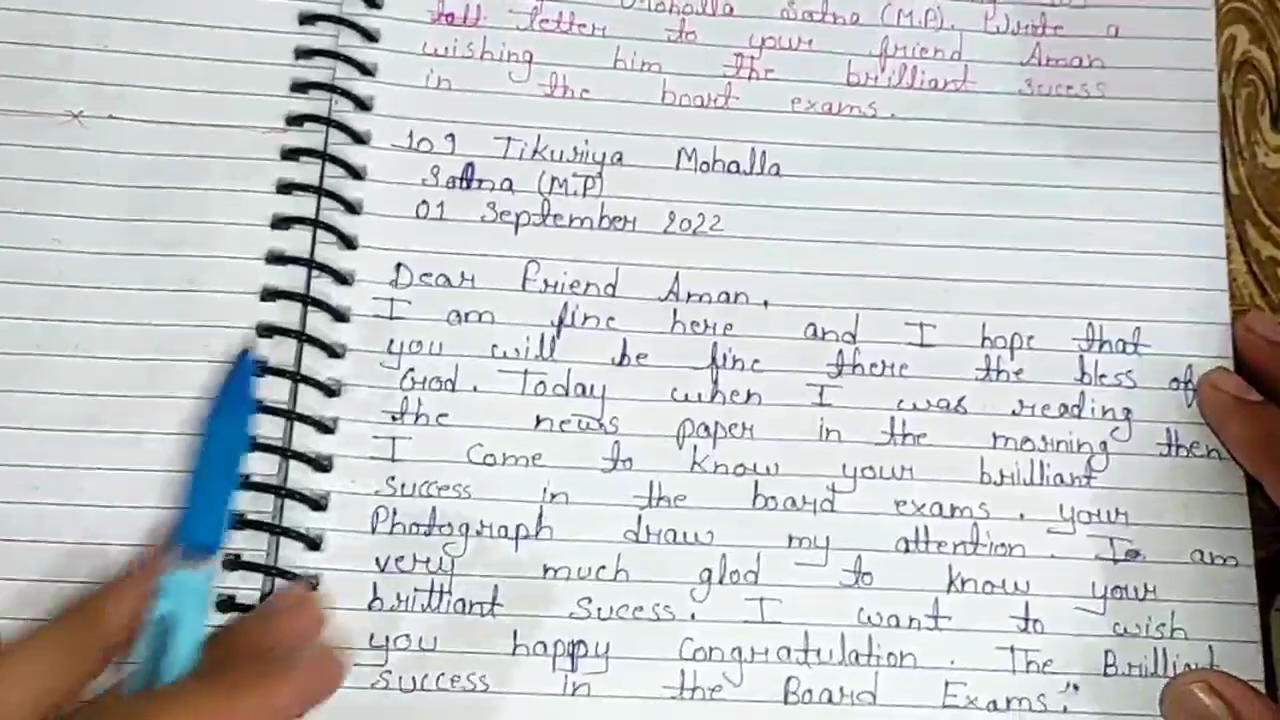 Mohalla Satna (M.P). Write a
letter to your friend Aman
wishing him the brilliant sucess
in the board exams.
109 Tikuriya Mohalla
Satna (M.P)
01 September 2022
Dear Friend Aman,
I am fine here and I hope that
you will be fine there the bless of
God. Today when I was reading
the news paper in the morning then
I Come to know your brilliant
success in the board exams. your
Photograph draw my attention. I am
very much glad to know your
brilliant sucess. I want to wish
you happy Congratulation. The Brilliant
success in the Board Exams."